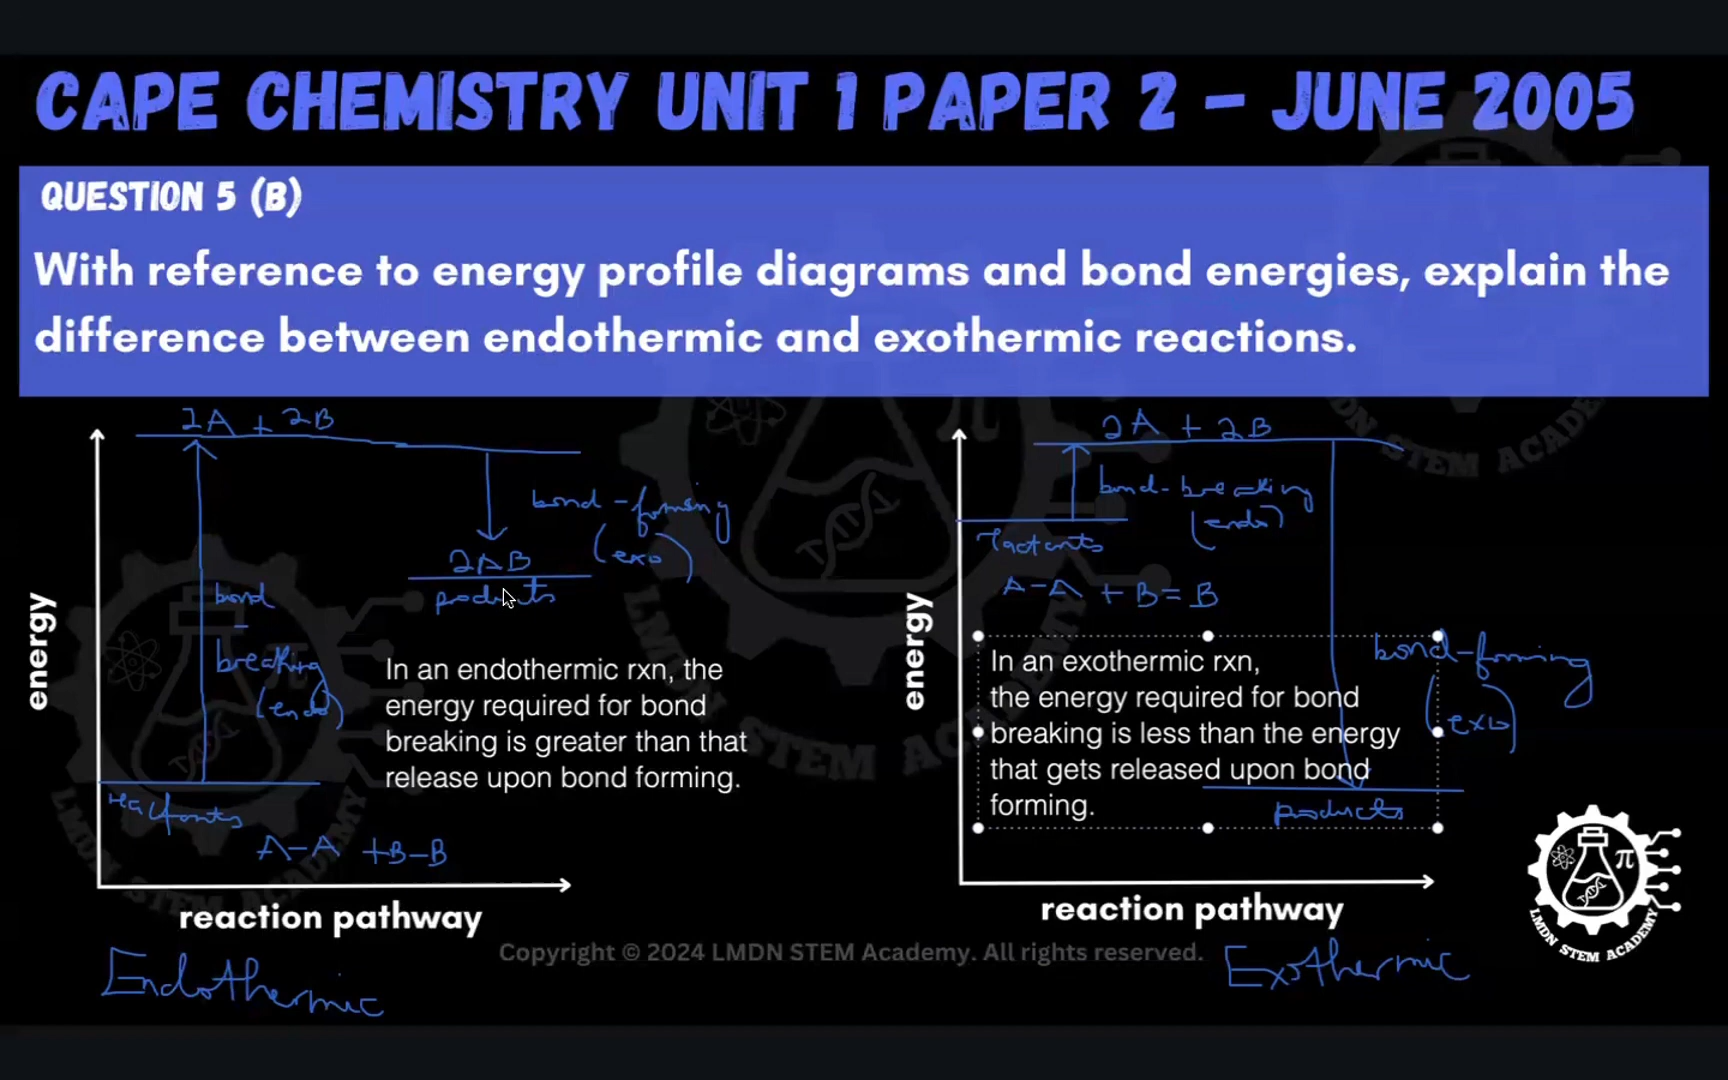 CAPE CHEMISTRY UNIT 1 PAPER 2 – JUNE 2005
QUESTION 5 (B)
With reference to energy profile diagrams and bond energies, explain the
difference between endothermic and exothermic reactions.
2A + 2B
bond-forming
(exo)
2AB
products
bond
-
breaking
(endo)
energy
In an endothermic rxn, the
energy required for bond
breaking is greater than that
release upon bond forming.
reactants
A-A +B-B
reaction pathway
Endothermic
2A + 2B
bond-breaking
(endo)
A-A + B=B
energy
In an exothermic rxn,
the energy required for bond
breaking is less than the energy
that gets released upon bond
forming.
bond-forming
(exo)
products
reaction pathway
Exothermic
Copyright © 2024 LMDN STEM Academy. All rights reserved.
π
LMDN STEM ACADEMY